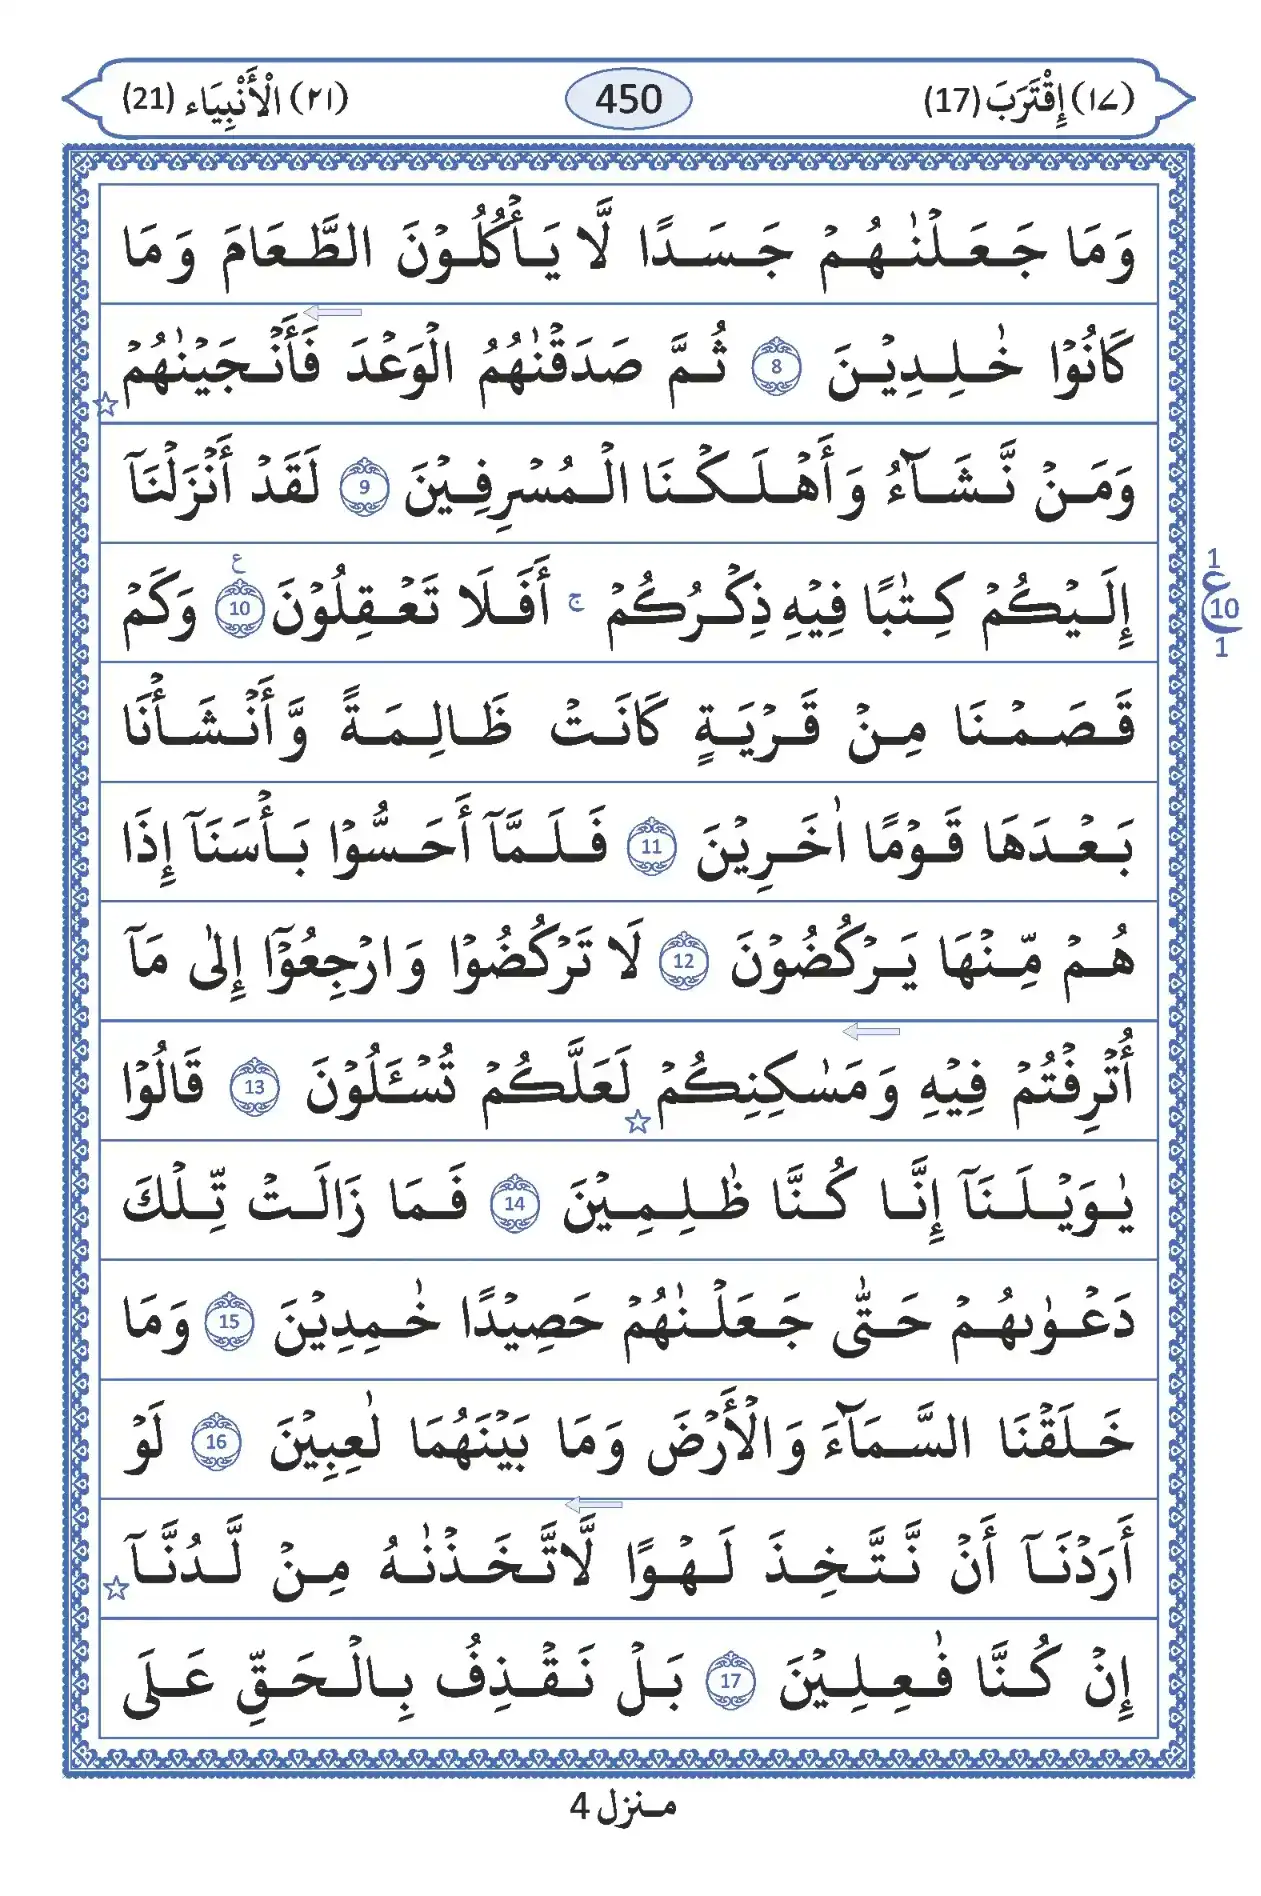 (١٧) إِقْتَرَبَ (17) 450 (٢١) الْأَنْبِيَاء (21)
وَمَا جَعَلْنٰهُمْ جَسَدًا لَّا يَأْكُلُوْنَ الطَّعَامَ وَمَا
كَانُوْا خٰلِدِيْنَ 8 ثُمَّ صَدَقْنٰهُمُ الْوَعْدَ فَأَنْجَيْنٰهُمْ ☆
وَمَنْ نَّشَآءُ وَأَهْلَكْنَا الْمُسْرِفِيْنَ 9 لَقَدْ أَنْزَلْنَآ
إِلَيْكُمْ كِتٰبًا فِيْهِ ذِكْرُكُمْ ۚ أَفَلَا تَعْقِلُوْنَ ع 10 وَكَمْ
1 ع 10 1
قَصَمْنَا مِنْ قَرْيَةٍ كَانَتْ ظَالِمَةً وَّأَنْشَأْنَا
بَعْدَهَا قَوْمًا اٰخَرِيْنَ 11 فَلَمَّآ أَحَسُّوْا بَأْسَنَآ إِذَا
هُمْ مِّنْهَا يَرْكُضُوْنَ 12 لَا تَرْكُضُوْا وَارْجِعُوْٓا إِلٰى مَآ
أُتْرِفْتُمْ فِيْهِ وَمَسٰكِنِكُمْ ☆ لَعَلَّكُمْ تُسْـَٔلُوْنَ 13 قَالُوْا
يٰوَيْلَنَآ إِنَّا كُنَّا ظٰلِمِيْنَ 14 فَمَا زَالَتْ تِّلْكَ
دَعْوٰىهُمْ حَتّٰى جَعَلْنٰهُمْ حَصِيْدًا خٰمِدِيْنَ 15 وَمَا
خَلَقْنَا السَّمَآءَ وَالْأَرْضَ وَمَا بَيْنَهُمَا لٰعِبِيْنَ 16 لَوْ
أَرَدْنَآ أَنْ نَّتَّخِذَ لَهْوًا لَّاتَّخَذْنٰهُ مِنْ لَّدُنَّآ ☆
إِنْ كُنَّا فٰعِلِيْنَ 17 بَلْ نَقْذِفُ بِالْحَقِّ عَلَى
منزل 4